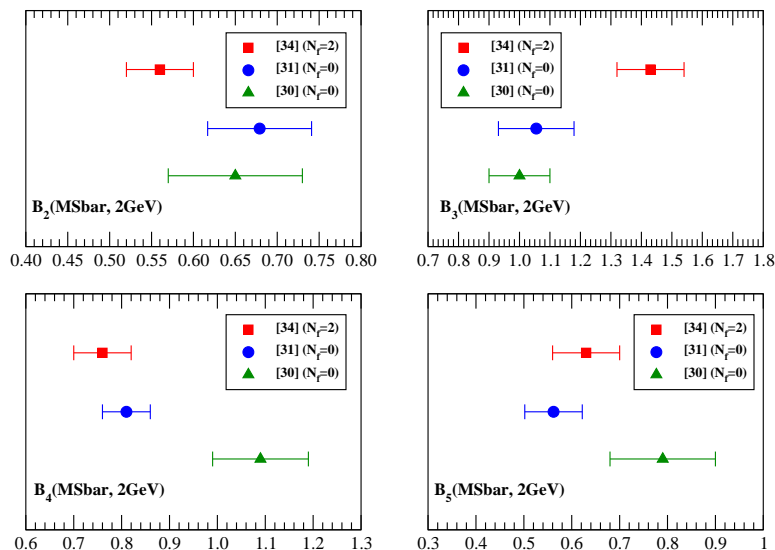 [34] (N_f=2)
[31] (N_f=0)
[30] (N_f=0)
B_2(MSbar, 2GeV)
0.40 0.45 0.50 0.55 0.60 0.65 0.70 0.75 0.80
[34] (N_f=2)
[31] (N_f=0)
[30] (N_f=0)
B_3(MSbar, 2GeV)
0.7 0.8 0.9 1.0 1.1 1.2 1.3 1.4 1.5 1.6 1.7 1.8
[34] (N_f=2)
[31] (N_f=0)
[30] (N_f=0)
B_4(MSbar, 2GeV)
0.6 0.7 0.8 0.9 1.0 1.1 1.2 1.3
[34] (N_f=2)
[31] (N_f=0)
[30] (N_f=0)
B_5(MSbar, 2GeV)
0.3 0.4 0.5 0.6 0.7 0.8 0.9 1